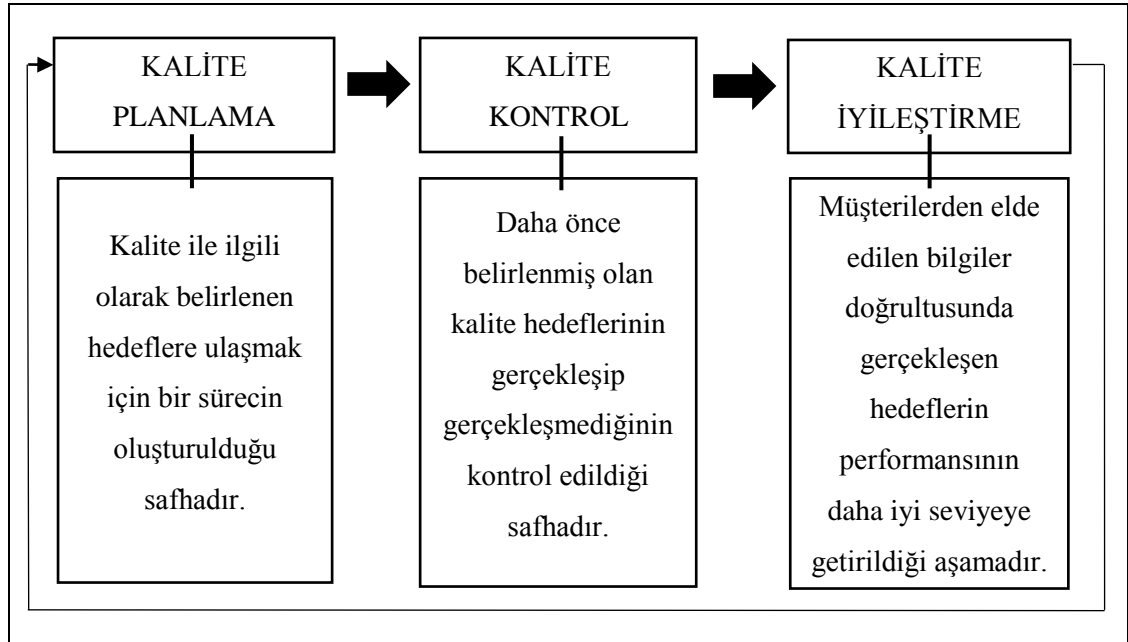 KALİTE
PLANLAMA
KALİTE
KONTROL
KALİTE
İYİLEŞTİRME
Kalite ile ilgili
olarak belirlenen
hedeflere ulaşmak
için bir sürecin
oluşturulduğu
safhadır.
Daha önce
belirlenmiş olan
kalite hedeflerinin
gerçekleşip
gerçekleşmediğinin
kontrol edildiği
safhadır.
Müşterilerden elde
edilen bilgiler
doğrultusunda
gerçekleşen
hedeflerin
performansının
daha iyi seviyeye
getirildiği aşamadır.